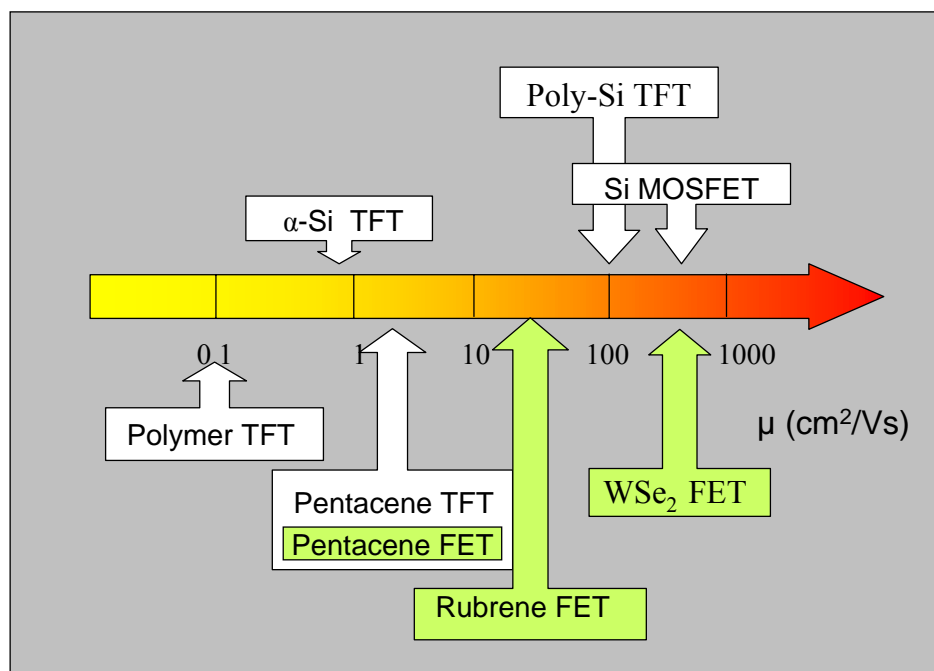 Poly-Si TFT
Si MOSFET
α-Si TFT
0.1 1 10 100 1000
Polymer TFT
μ (cm²/Vs)
WSe₂ FET
Pentacene TFT
Pentacene FET
Rubrene FET